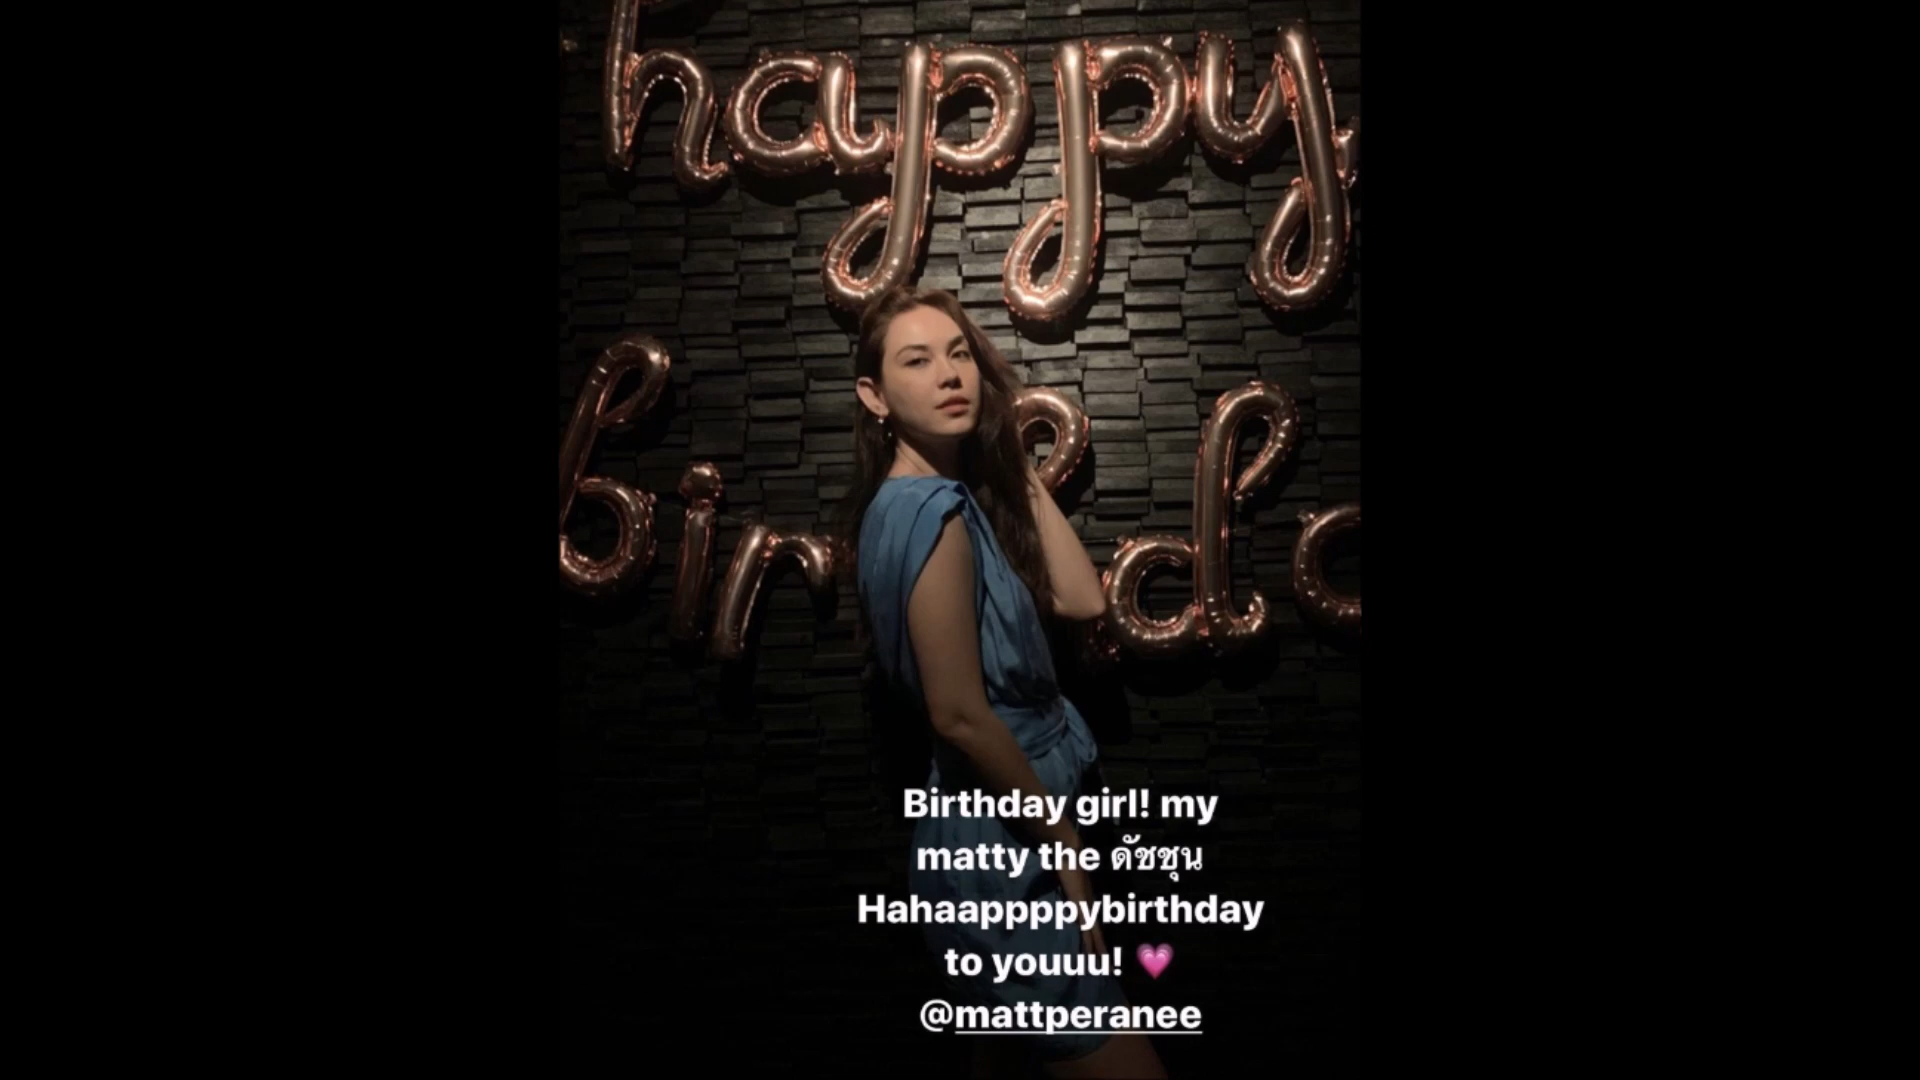 happy
Birthday girl! my
matty the ดัชชุน
Hahaappppybirthday
to youuu! 💗
@mattperanee